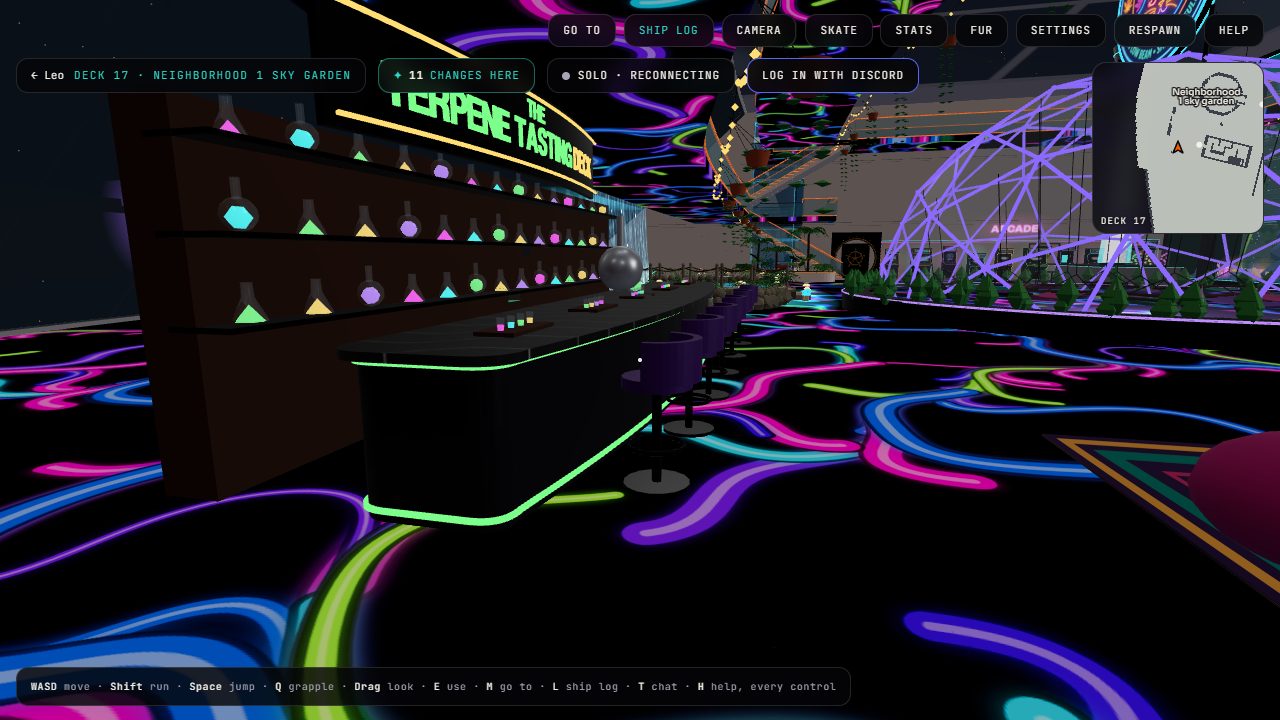 GO TO
SHIP LOG
CAMERA
SKATE
STATS
FUR
SETTINGS
RESPAWN
HELP
← Leo DECK 17 · NEIGHBORHOOD 1 SKY GARDEN
✦ 11 CHANGES HERE
SOLO · RECONNECTING
LOG IN WITH DISCORD
THE
TERPENE TASTING DECK
Neighborhood
1 sky garden
DECK 17
ARCADE
WASD move · Shift run · Space jump · Q grapple · Drag look · E use · M go to · L ship log · T chat · H help, every control